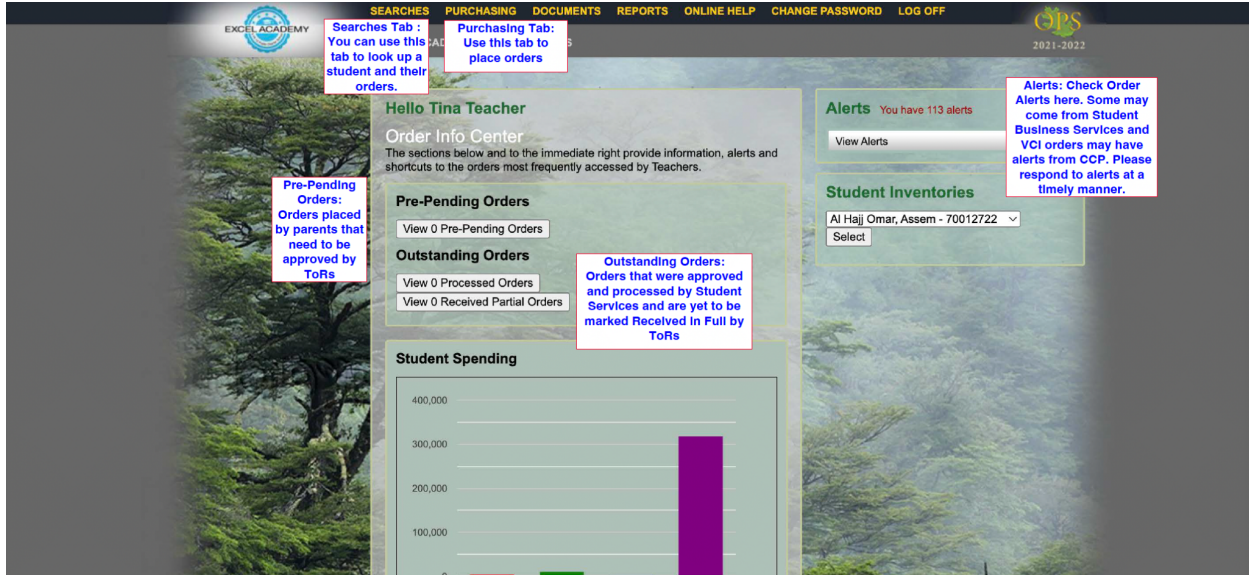 SEARCHES PURCHASING DOCUMENTS REPORTS ONLINE HELP CHANGE PASSWORD LOG OFF
EXCEL ACADEMY
OPS
2021-2022
Searches Tab :
You can use this
tab to look up a
student and their
orders.
Purchasing Tab:
Use this tab to
place orders
Hello Tina Teacher
Order Info Center
The sections below and to the immediate right provide information, alerts and
shortcuts to the orders most frequently accessed by Teachers.
Pre-Pending
Orders:
Orders placed
by parents that
need to be
approved by
ToRs
Pre-Pending Orders
View 0 Pre-Pending Orders
Outstanding Orders
View 0 Processed Orders
View 0 Received Partial Orders
Outstanding Orders:
Orders that were approved
and processed by Student
Services and are yet to be
marked Received in Full by
ToRs
Alerts You have 113 alerts
View Alerts
Alerts: Check Order
Alerts here. Some may
come from Student
Business Services and
VCI orders may have
alerts from CCP. Please
respond to alerts at a
timely manner.
Student Inventories
Al Hajj Omar, Assem - 70012722
Select
Student Spending
400,000
300,000
200,000
100,000